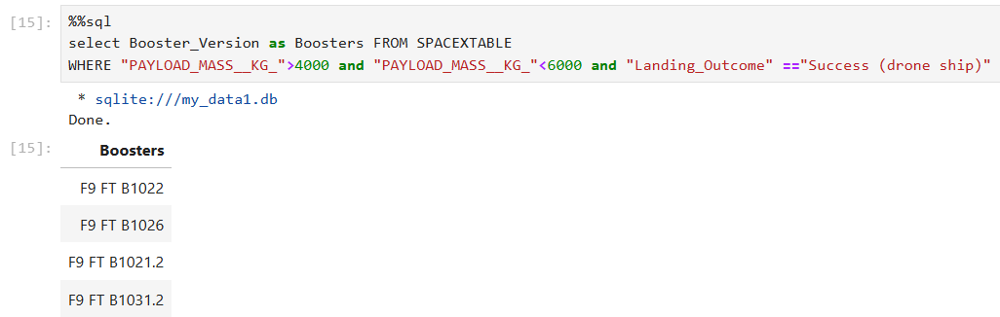 [15]: %%sql
select Booster_Version as Boosters FROM SPACEXTABLE
WHERE "PAYLOAD_MASS__KG_">4000 and "PAYLOAD_MASS__KG_"<6000 and "Landing_Outcome" =="Success (drone ship)"
* sqlite:///my_data1.db
Done.
[15]: Boosters
F9 FT B1022
F9 FT B1026
F9 FT B1021.2
F9 FT B1031.2